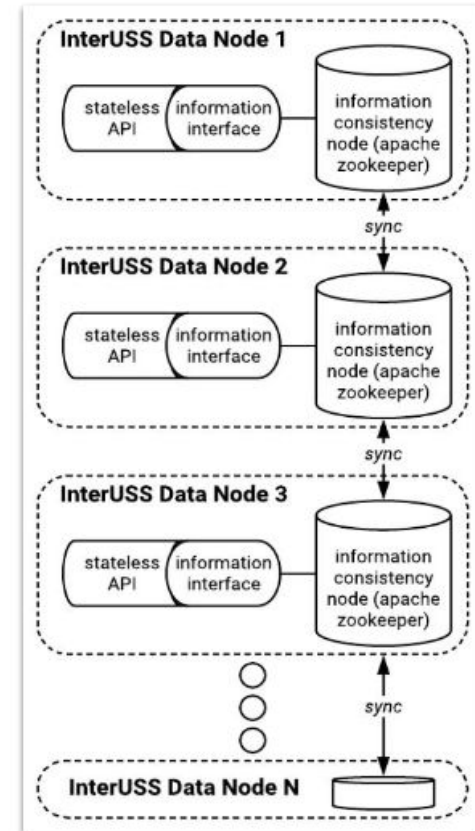 InterUSS Data Node 1
stateless
API
information
interface
information
consistency
node (apache
zookeeper)
sync
InterUSS Data Node 2
stateless
API
information
interface
information
consistency
node (apache
zookeeper)
sync
InterUSS Data Node 3
stateless
API
information
interface
information
consistency
node (apache
zookeeper)
sync
InterUSS Data Node N